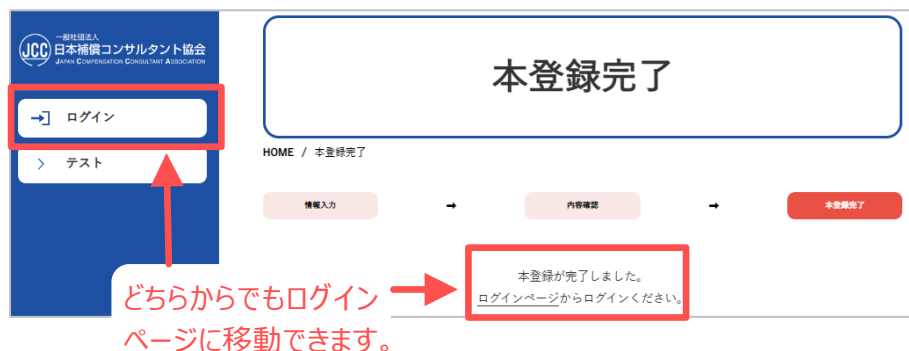 一般社団法人
JCC 日本補償コンサルタント協会
JAPAN COMPENSATION CONSULTANT ASSOCIATION
ログイン
テスト
本登録完了
HOME / 本登録完了
情報入力 → 内容確認 → 本登録完了
本登録が完了しました。
ログインページからログインください。
どちらからでもログイン
ページに移動できます。